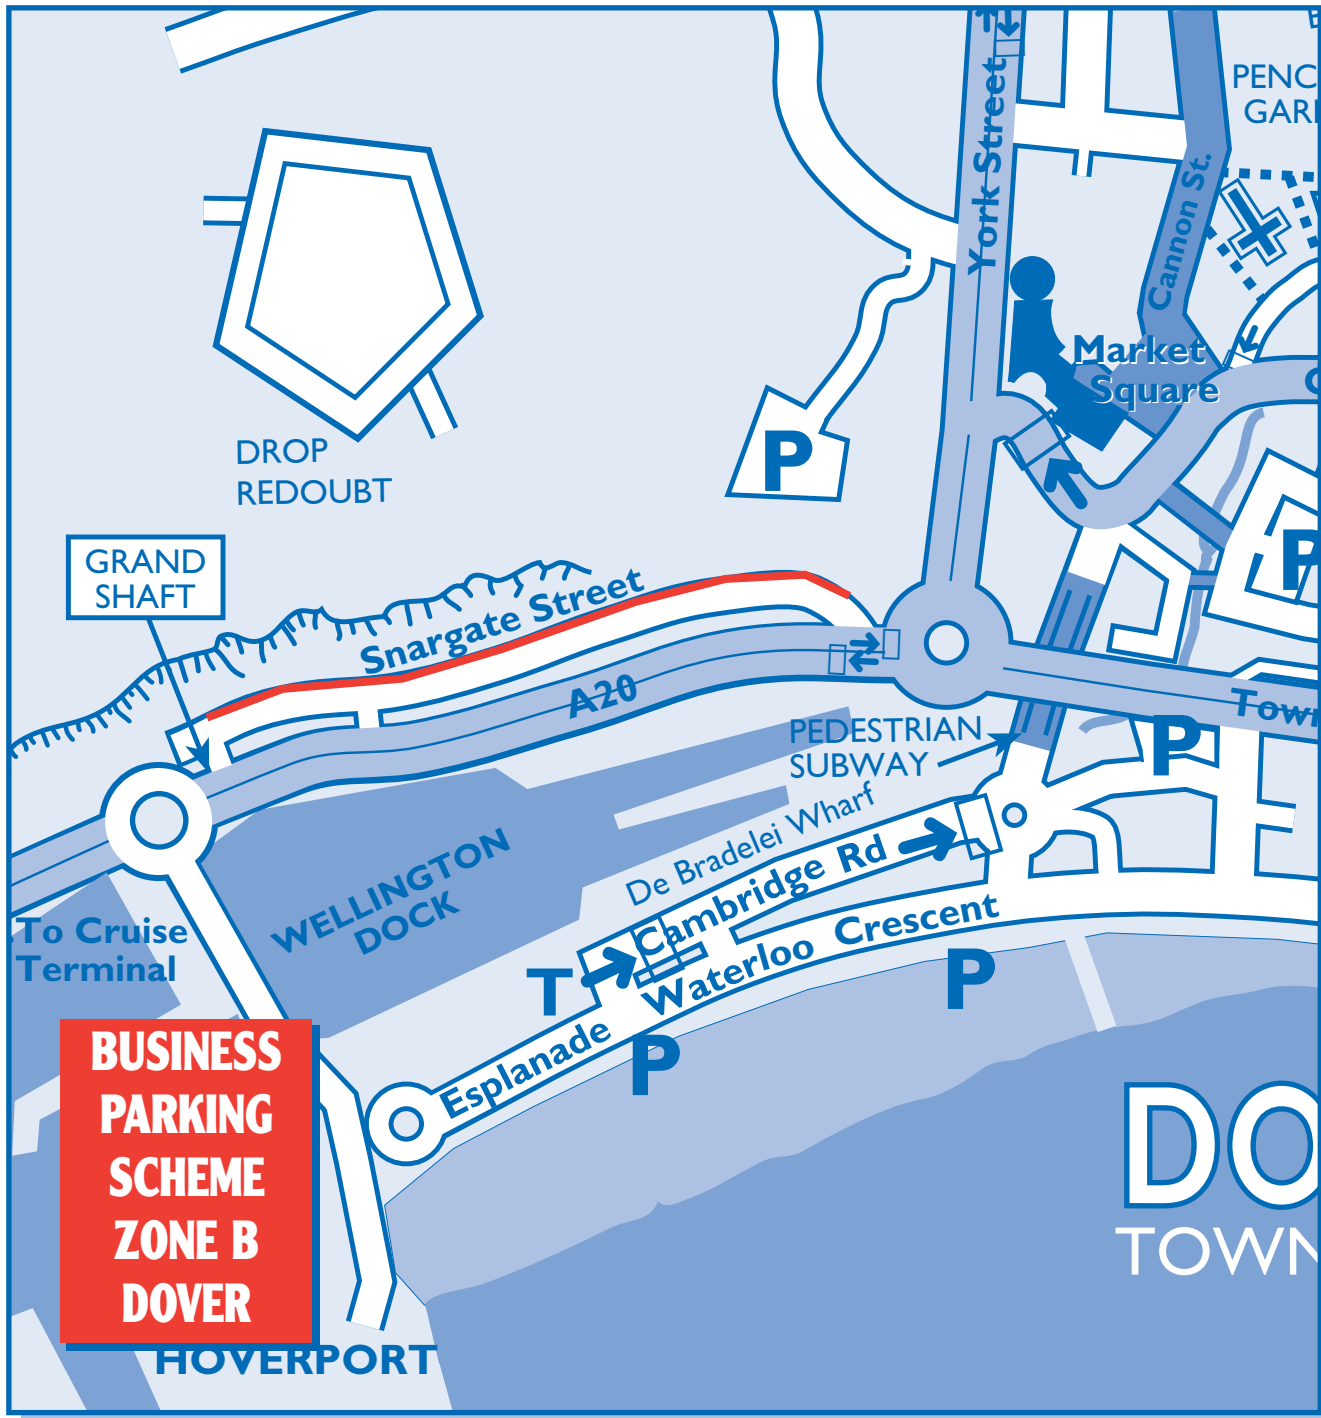 PENC
GAR
York Street
Cannon St.
Market
Square
P
DROP
REDOUBT
P
GRAND
SHAFT
Snargate Street
A20
Town
PEDESTRIAN
SUBWAY
P
De Bradelei Wharf
Cambridge Rd
WELLINGTON
DOCK
Waterloo Crescent
To Cruise
Terminal
T
P
Esplanade
P
BUSINESS
PARKING
SCHEME
ZONE B
DOVER
DO
TOWN
HOVERPORT